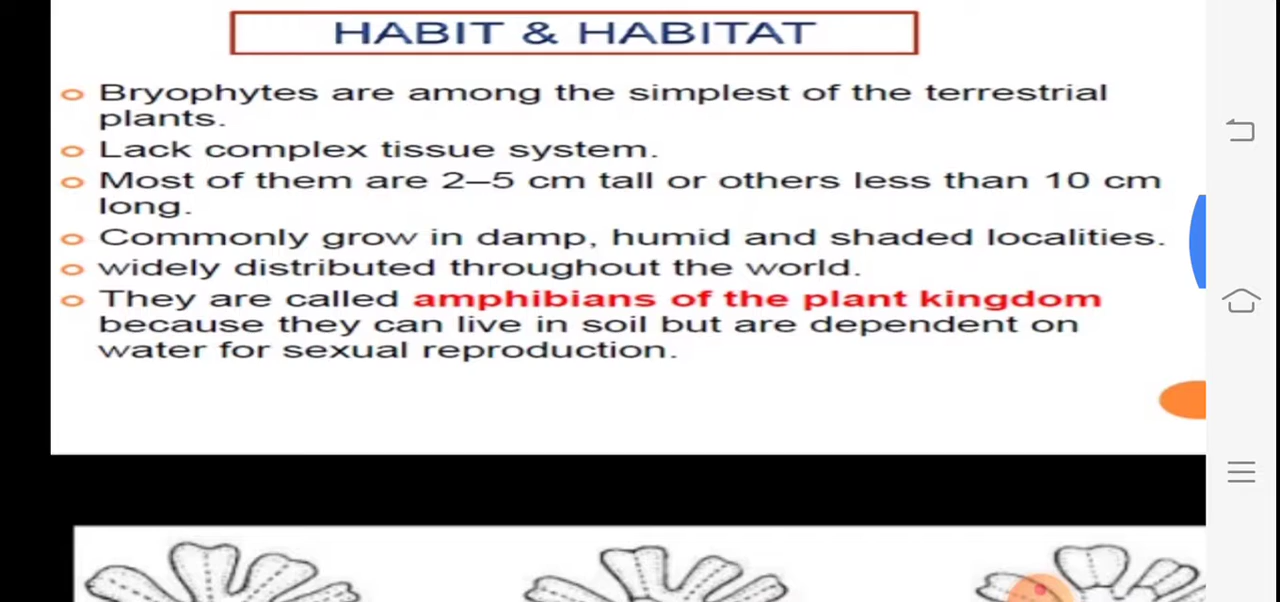 HABIT & HABITAT
Bryophytes are among the simplest of the terrestrial
plants.
Lack complex tissue system.
Most of them are 2–5 cm tall or others less than 10 cm
long.
Commonly grow in damp, humid and shaded localities.
widely distributed throughout the world.
They are called amphibians of the plant kingdom
because they can live in soil but are dependent on
water for sexual reproduction.